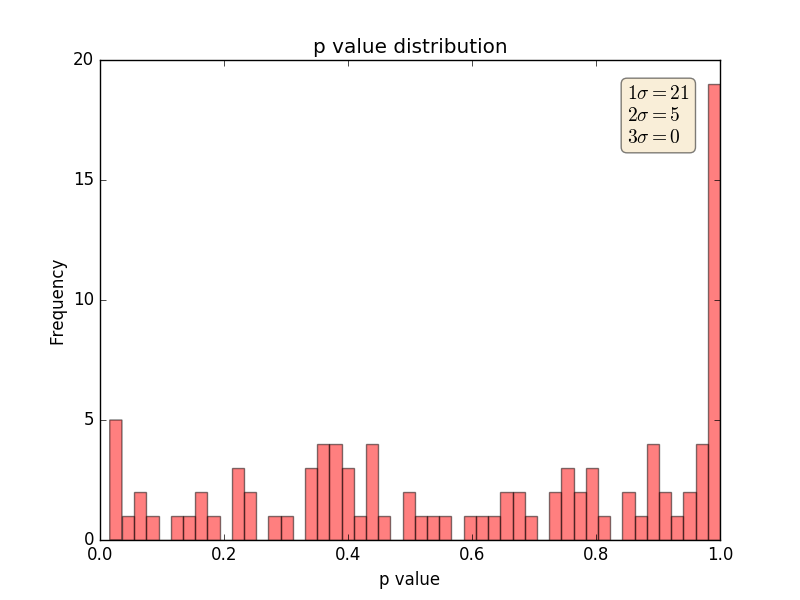 p value distribution
20
15
10
5
0
Frequency
1σ = 21
2σ = 5
3σ = 0
0.0 0.2 0.4 0.6 0.8 1.0
p value